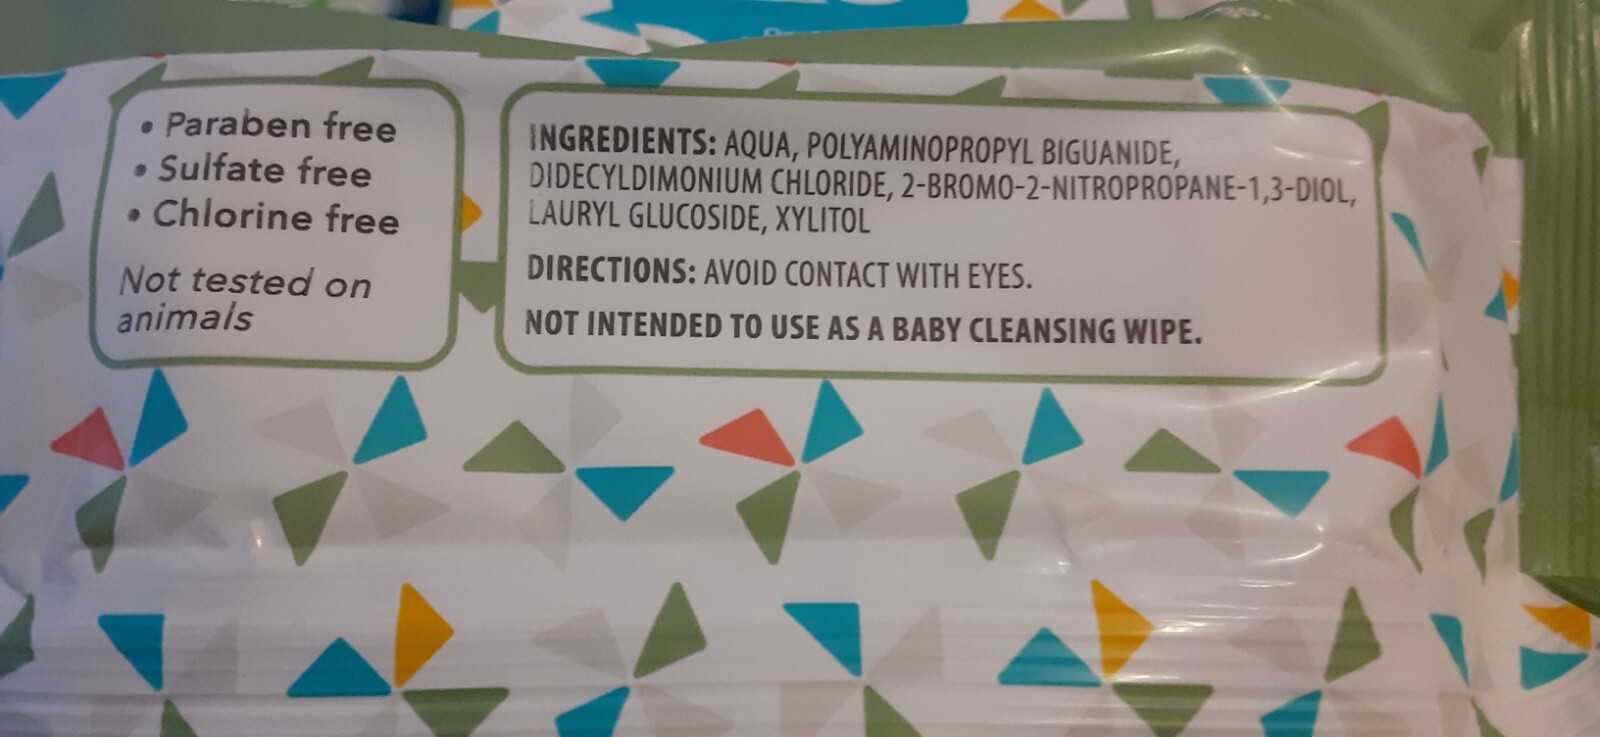 • Paraben free
• Sulfate free
• Chlorine free
Not tested on
animals
INGREDIENTS: AQUA, POLYAMINOPROPYL BIGUANIDE,
DIDECYLDIMONIUM CHLORIDE, 2-BROMO-2-NITROPROPANE-1,3-DIOL,
LAURYL GLUCOSIDE, XYLITOL
DIRECTIONS: AVOID CONTACT WITH EYES.
NOT INTENDED TO USE AS A BABY CLEANSING WIPE.